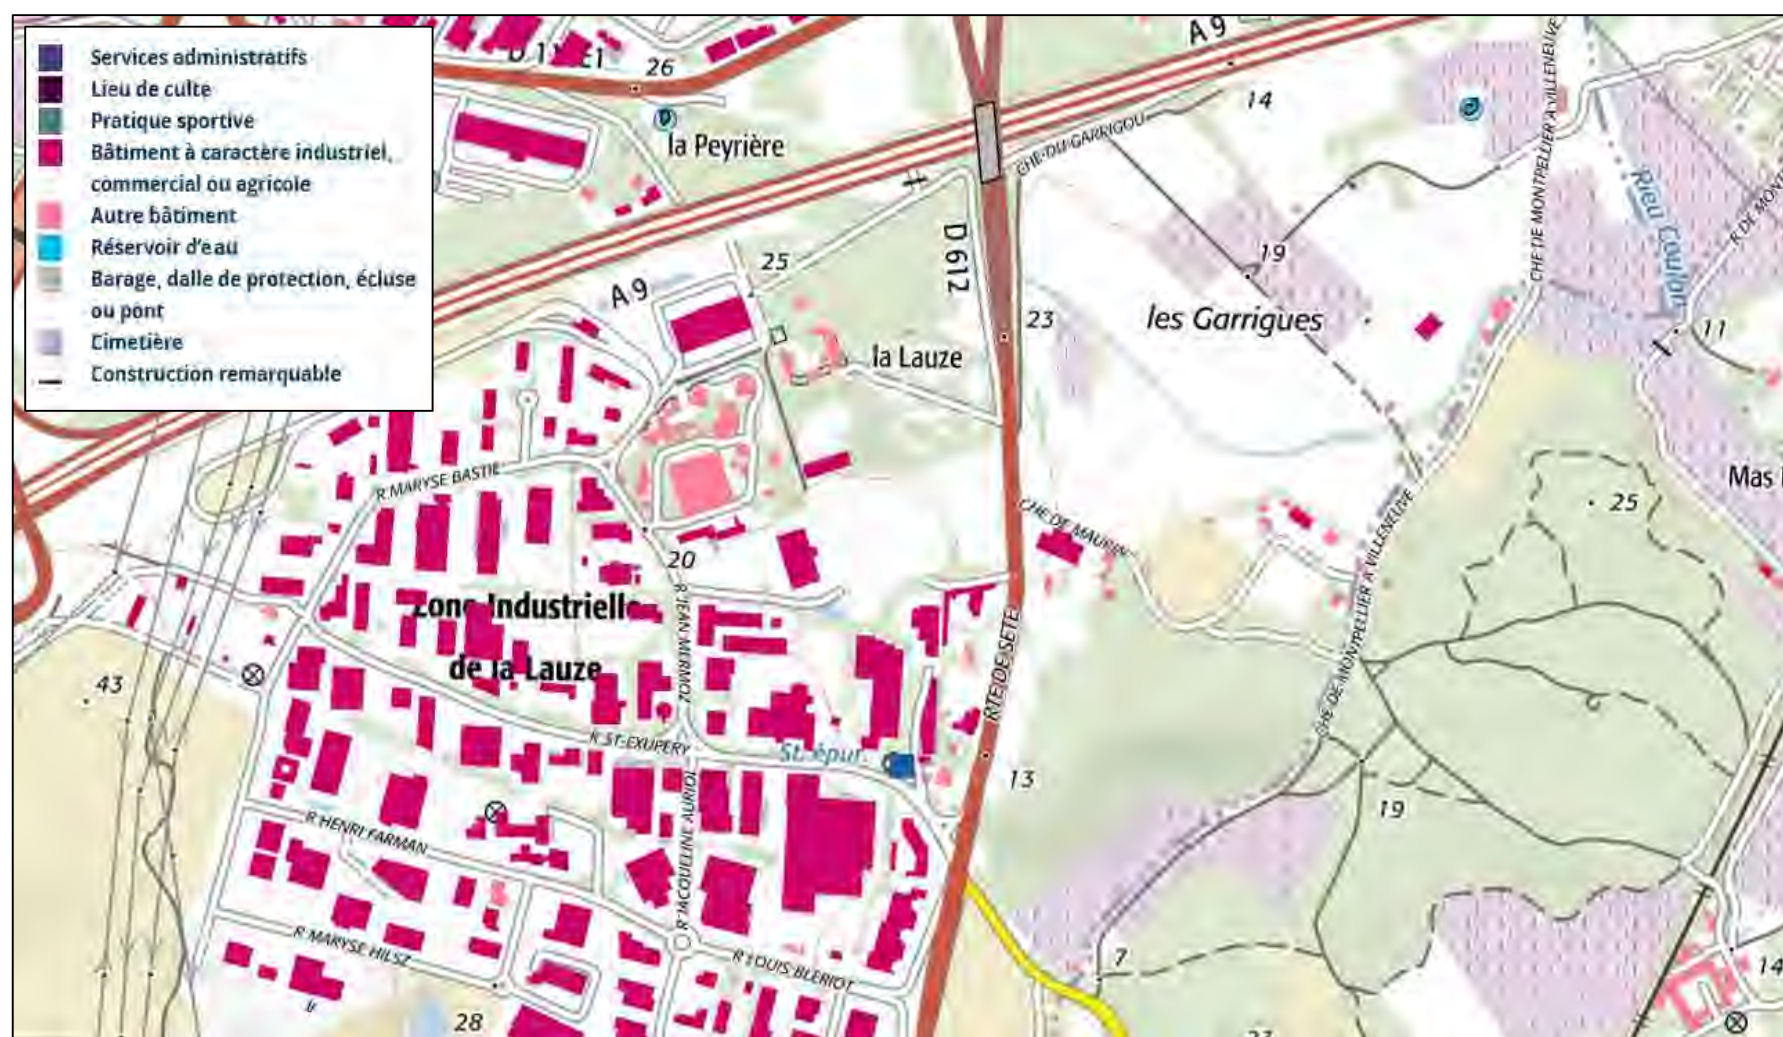 Services administratifs
Lieu de culte
Pratique sportive
Bâtiment à caractère industriel,
commercial ou agricole
Autre bâtiment
Réservoir d'eau
Barage, dalle de protection, écluse
ou pont
Cimetière
Construction remarquable
26
la Peyrière
A 9
14
CHE DU GARRIGOU
CHE DE MONTPELLIER A VILLENEUVE
Rieu Coulon
25
D 612
19
A 9
23
les Garrigues
11
la Lauze
R MARYSE BASTIE
Mas
CHE DE MAURIN
25
20
CHE DE MONTPELLIER A VILLENEUVE
Zone Industrielle
de la Lauze
R JEAN MERMOZ
RTE DE SETE
43
R ST-EXUPERY
St. épur.
13
19
R HENRI FARMAN
R JACQUELINE AURIOL
R MARYSE HILSZ
R LOUIS BLERIOT
7
14
28